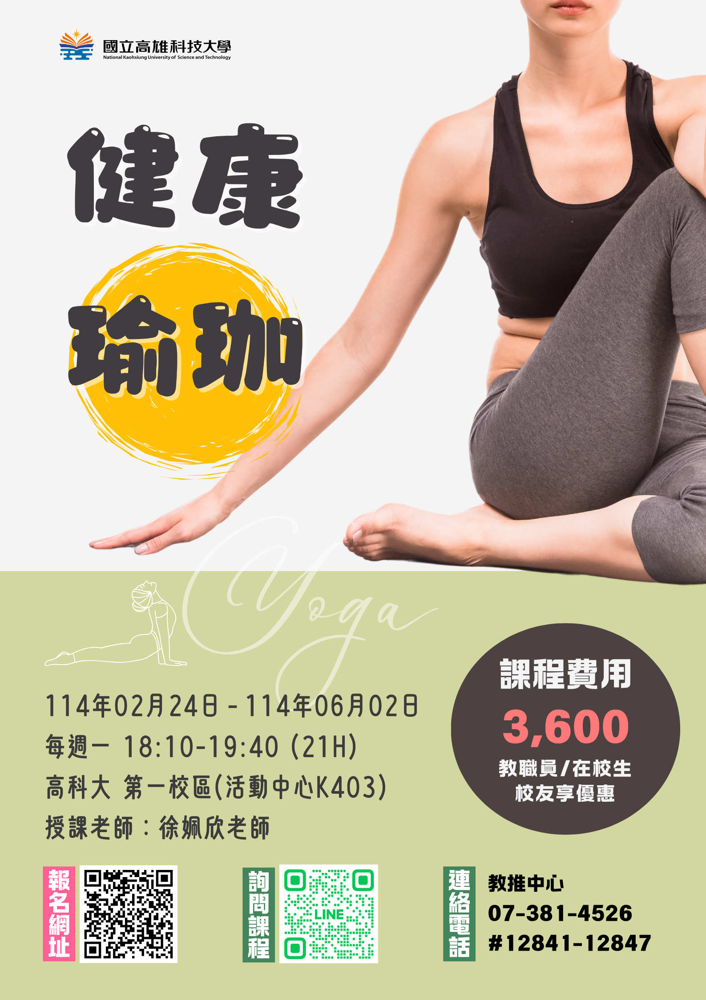 國立高雄科技大學
National Kaohsiung University of Science and Technology
健康
瑜珈
Yoga
114年02月24日-114年06月02日
每週一 18:10-19:40 (21H)
高科大 第一校區(活動中心K403)
授課老師：徐姵欣老師
課程費用
3,600
教職員/在校生
校友享優惠
報名網址
詢問課程
LINE
連絡電話
教推中心
07-381-4526
#12841-12847